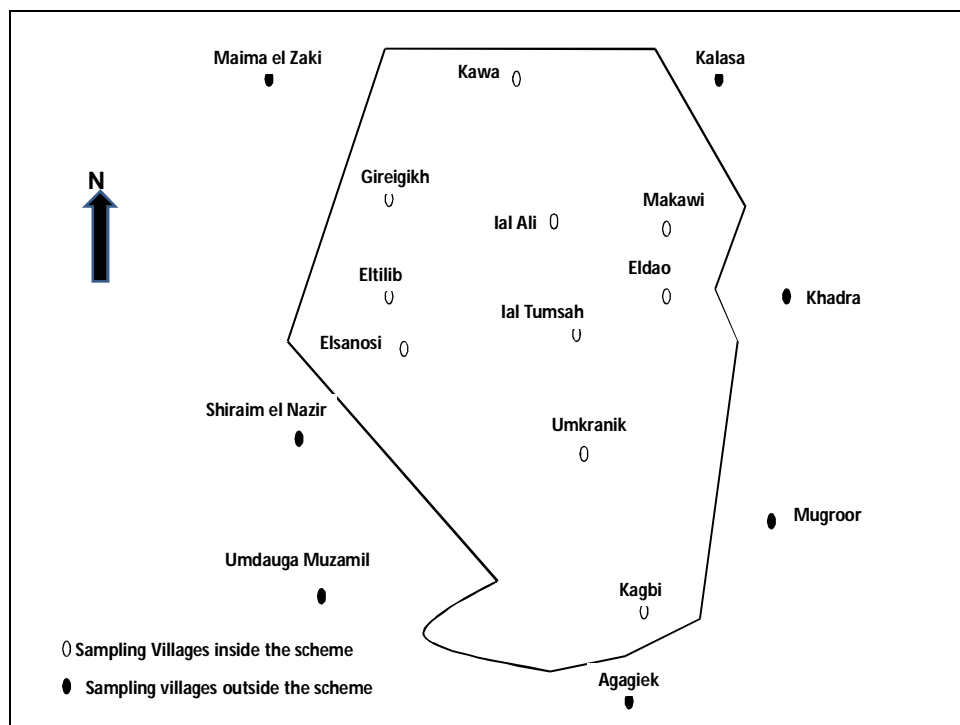 Maima el Zaki
Kawa
Kalasa
N
Gireigikh
Makawi
Ial Ali
Eldao
Eltilib
Khadra
Ial Tumsah
Elsanosi
Shiraim el Nazir
Umkranik
Mugroor
Umdauga Muzamil
Kagbi
Sampling Villages inside the scheme
Agagiek
Sampling villages outside the scheme